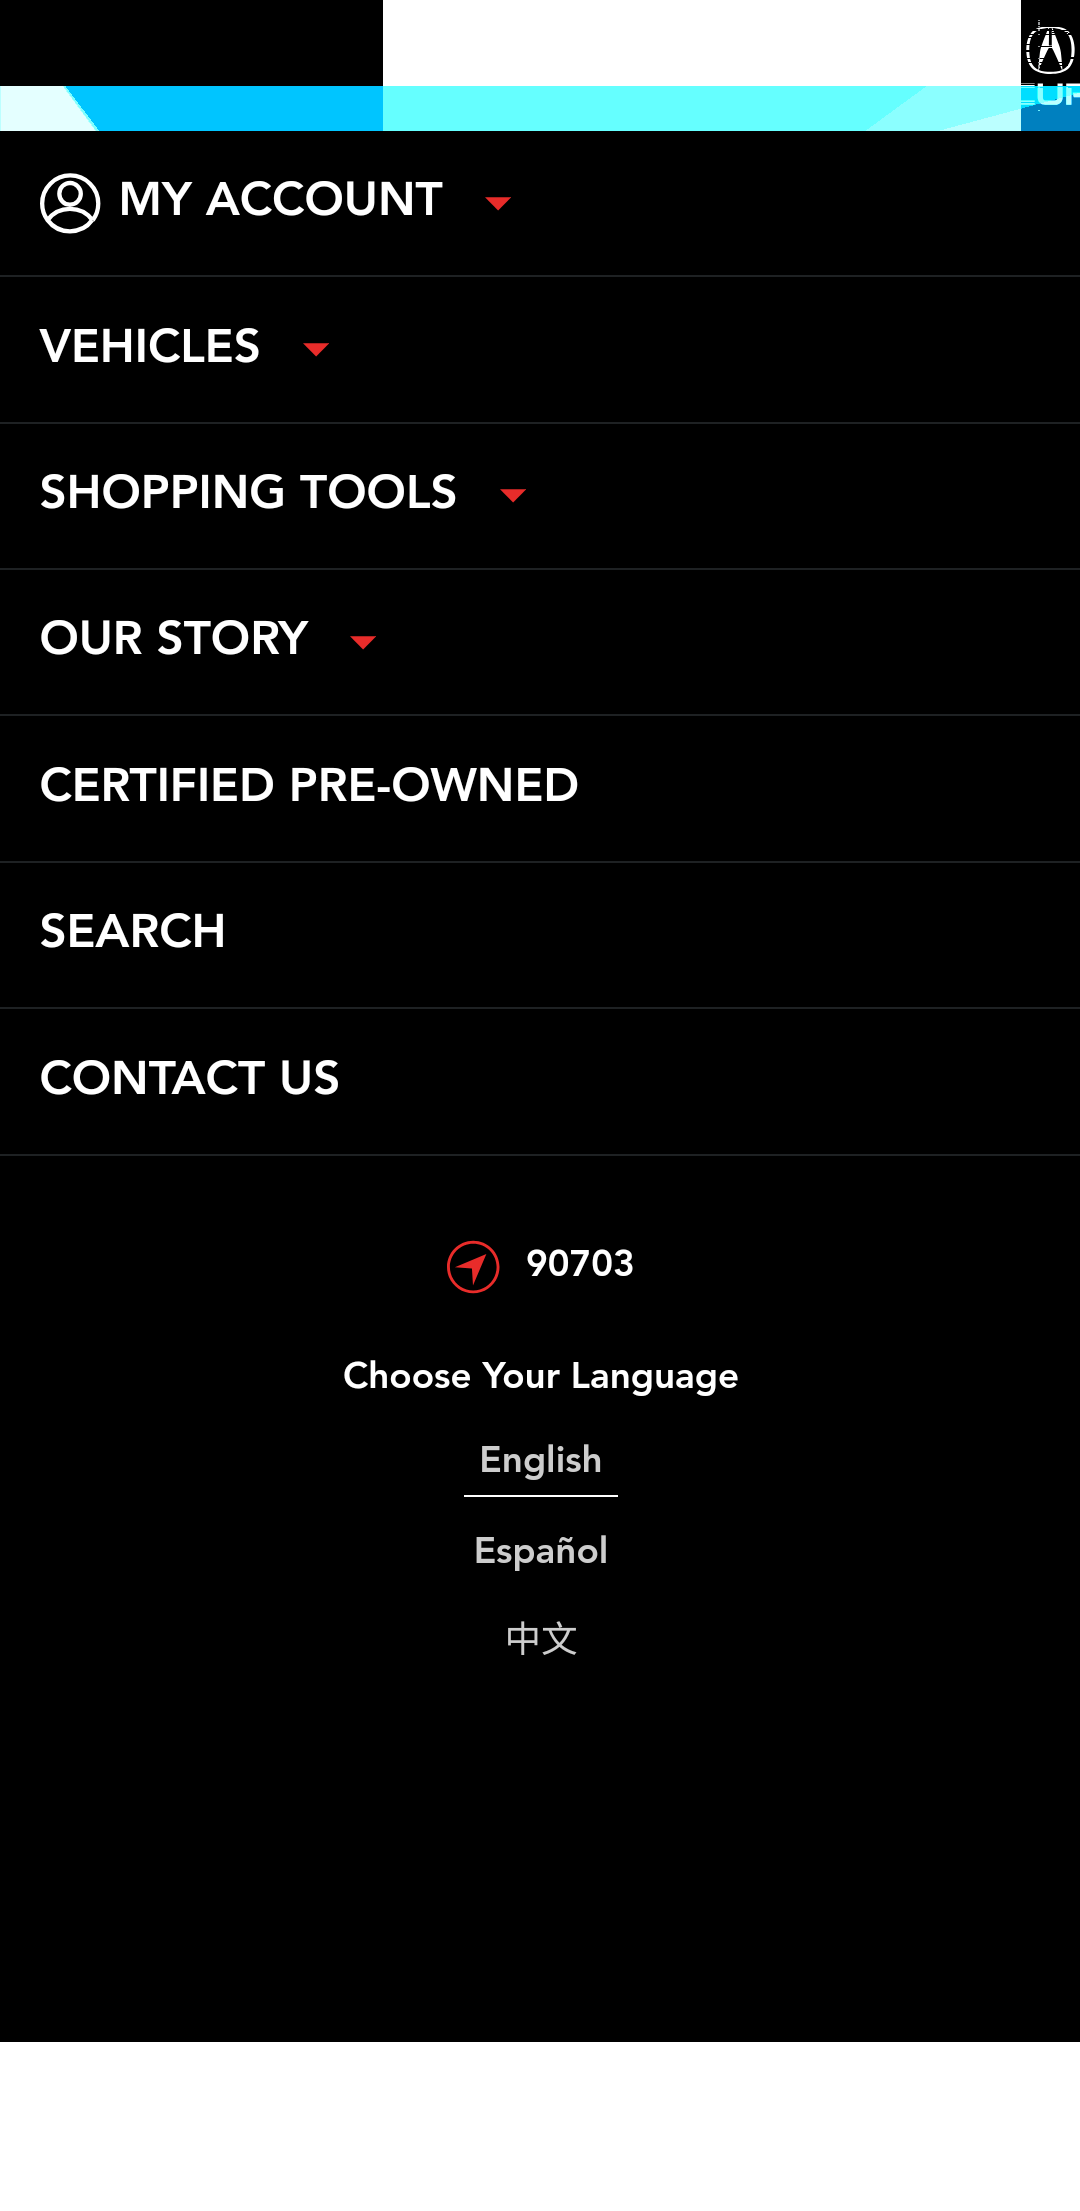 MY ACCOUNT
VEHICLES
SHOPPING TOOLS
OUR STORY
CERTIFIED PRE-OWNED
SEARCH
CONTACT US
90703
Choose Your Language
English
Español
中文